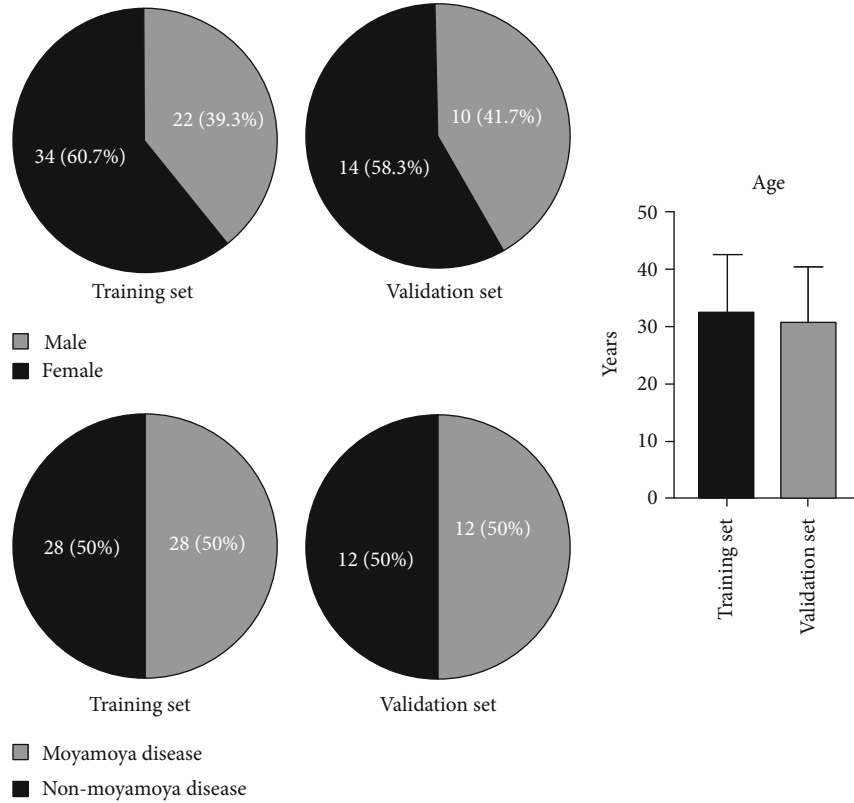 22 (39.3%)
34 (60.7%)
Training set
10 (41.7%)
14 (58.3%)
Validation set
Male
Female
28 (50%)
28 (50%)
Training set
12 (50%)
12 (50%)
Validation set
Moyamoya disease
Non-moyamoya disease
Age
Years
50
40
30
20
10
0
Training set
Validation set